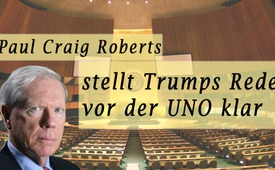 Paul Craig Roberts
stellt Trumps Rede
vor der UNO klar